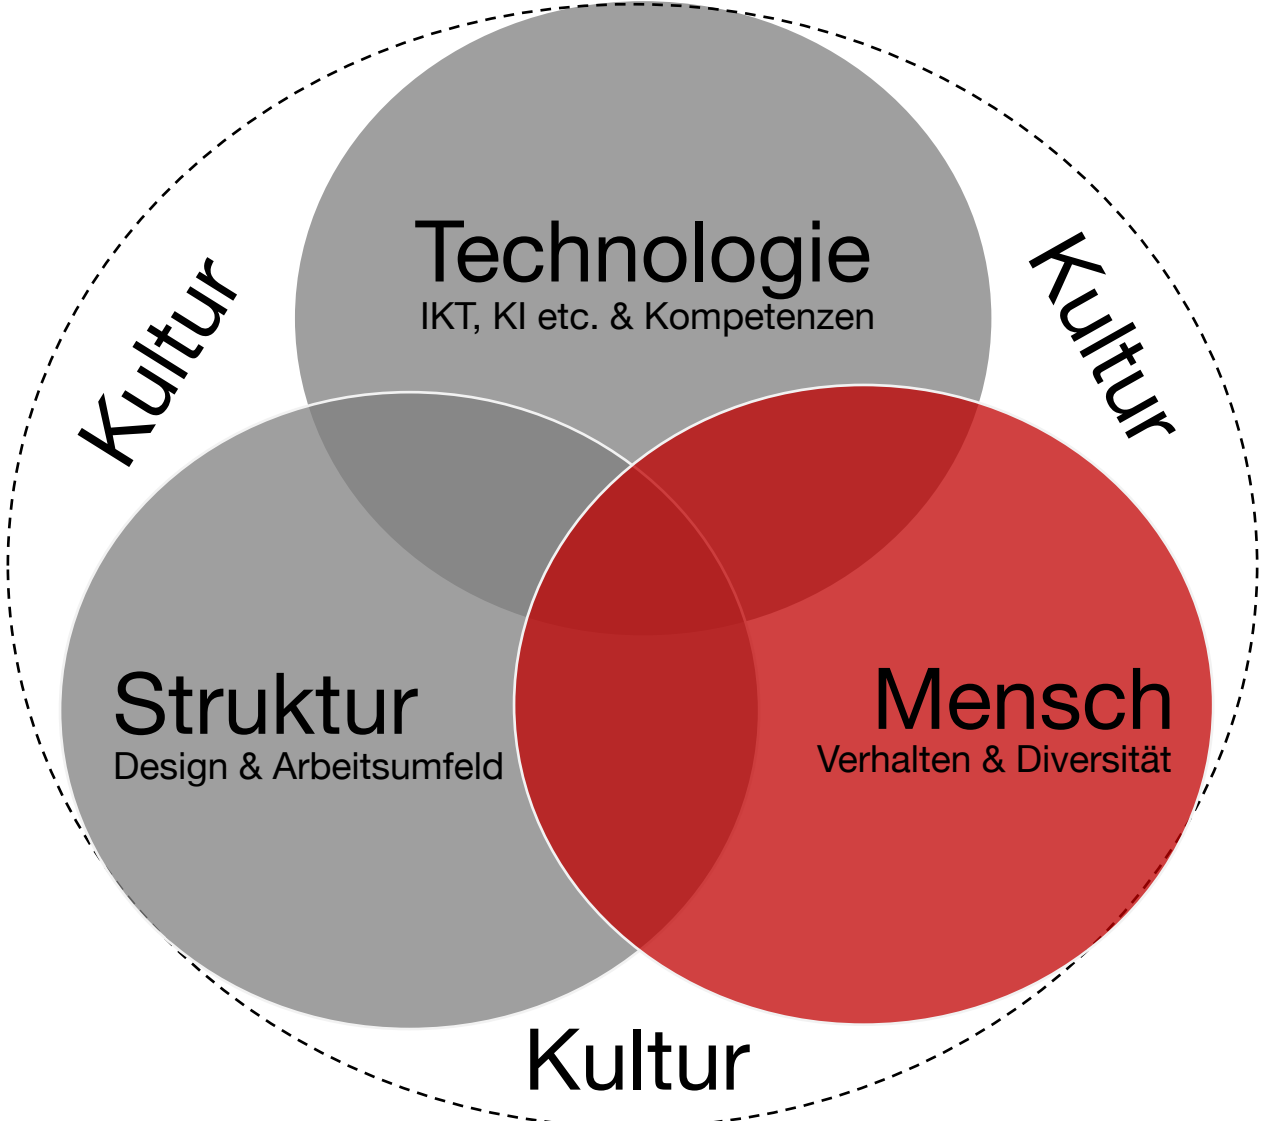 Technologie
IKT, KI etc. & Kompetenzen
Kultur
Kultur
Struktur
Design & Arbeitsumfeld
Mensch
Verhalten & Diversität
Kultur